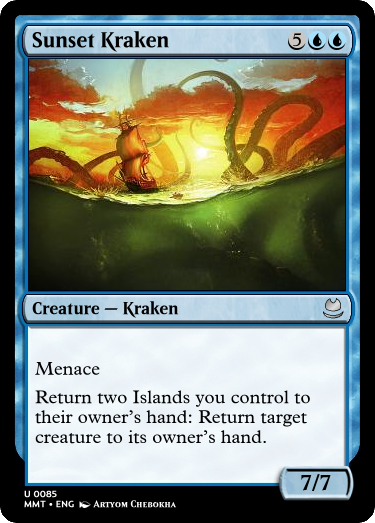 Sunset Kraken 5
Creature — Kraken
Menace
Return two Islands you control to
their owner's hand: Return target
creature to its owner's hand.
7/7
U 0085
MMT • ENG Artyom Chebokha